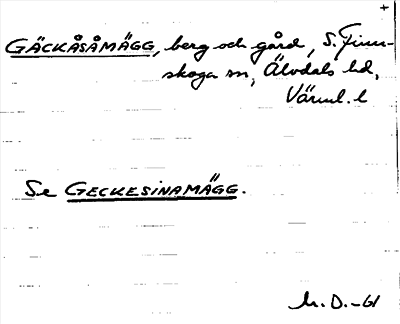 +
GÄCKÅSÅMÄGG, berg och gård, S. Finn-
skoga sn, Älvdals hd,
Värml. l
Se GECKESINAMÄGG.
M. D. -61